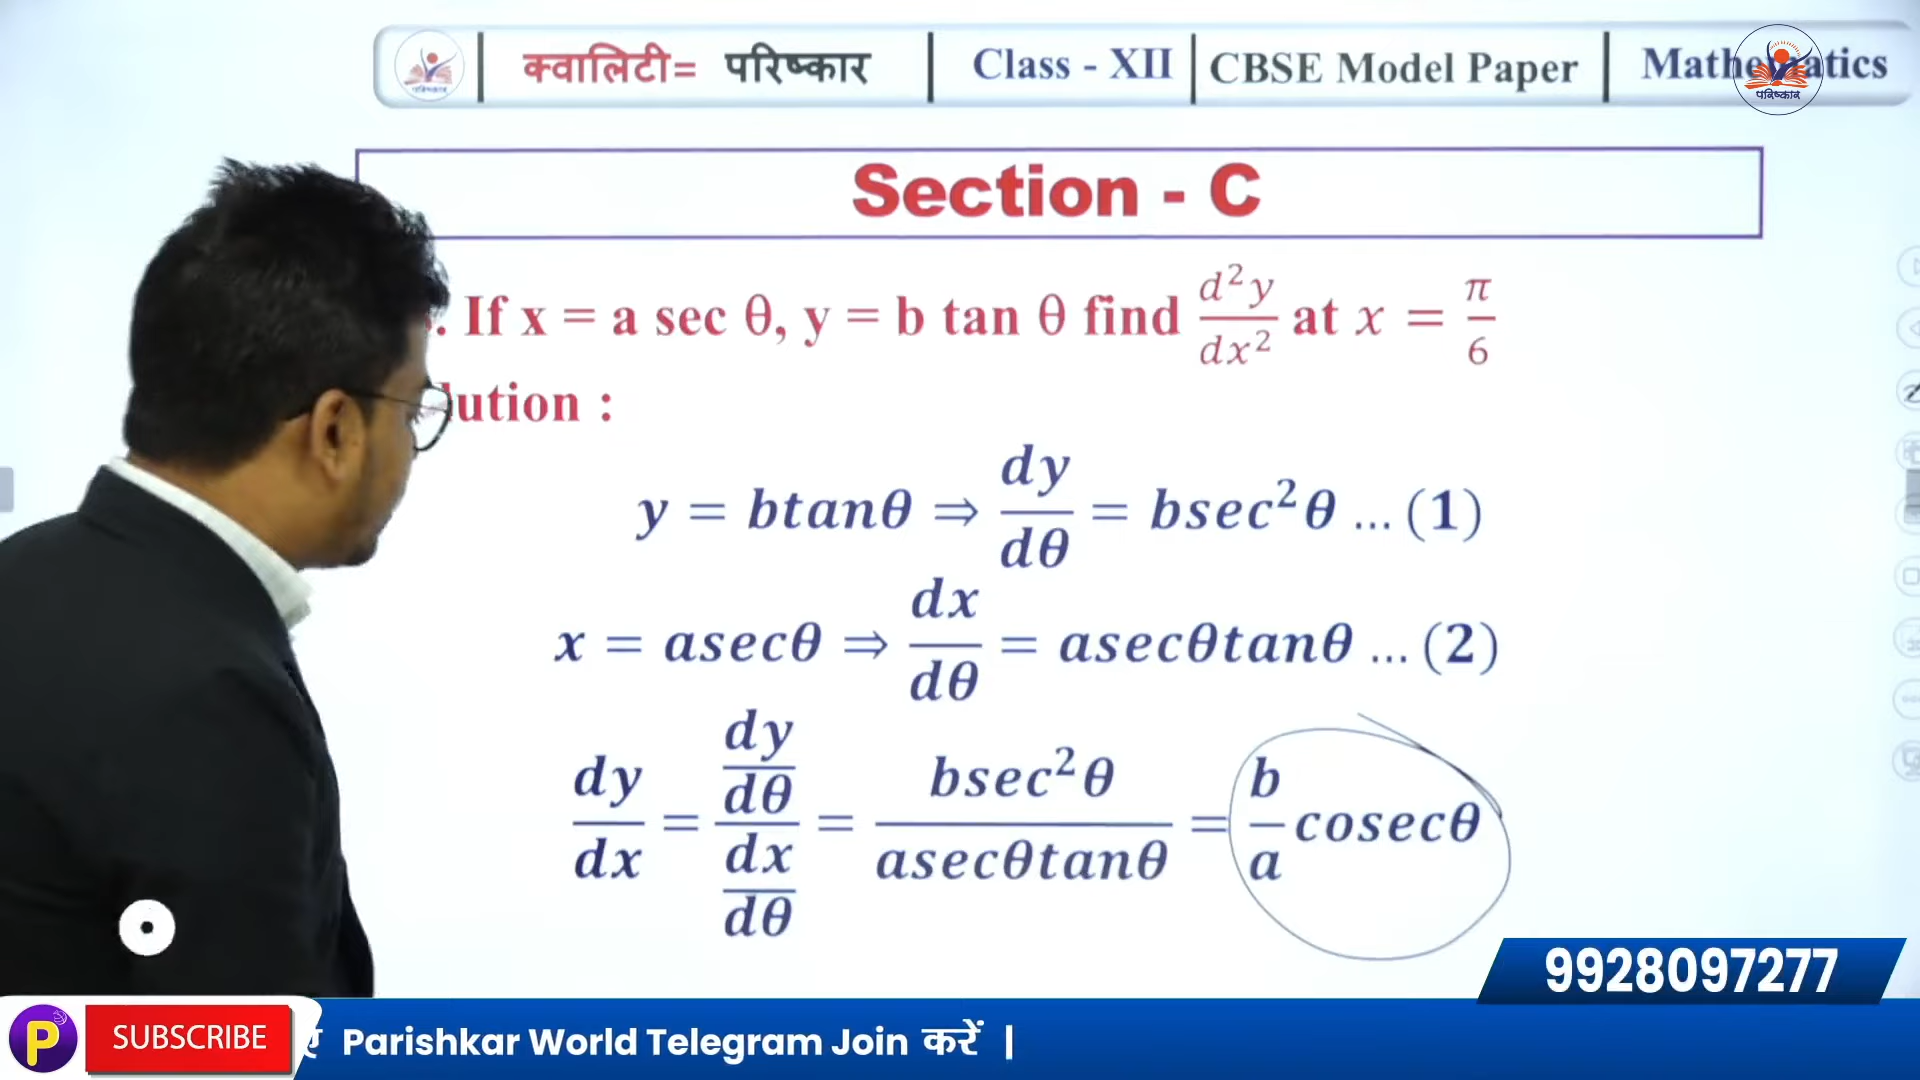 क्वालिटी= परिष्कार | Class - XII | CBSE Model Paper | Mathematics
परिष्कार
परिष्कार
Section - C
. If x = a sec θ, y = b tan θ find d²y/dx² at x = π/6
lution :
y = btanθ ⇒ dy/dθ = bsec²θ ... (1)
x = asecθ ⇒ dx/dθ = asecθtanθ ... (2)
dy/dx = (dy/dθ)/(dx/dθ) = bsec²θ/asecθtanθ = b/a cosecθ
9928097277
P SUBSCRIBE Parishkar World Telegram Join करें |